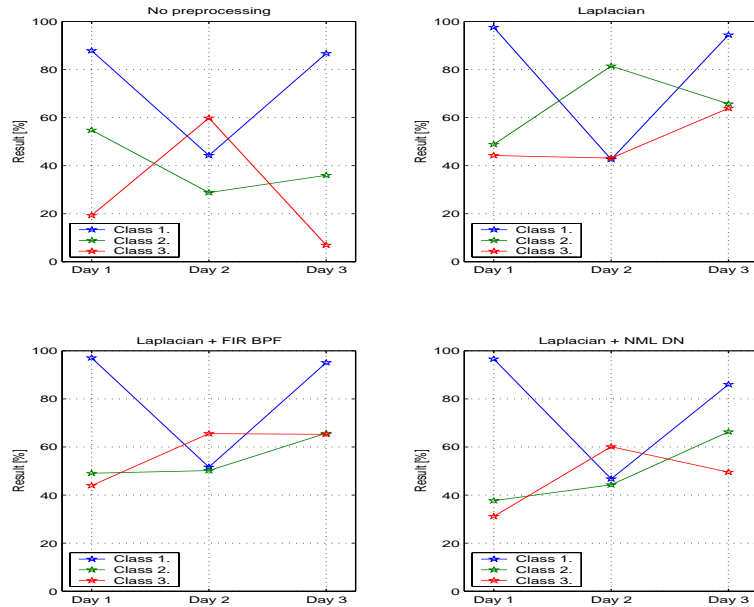 No preprocessing
100
80
60
40
20
0
Result [%]
Class 1.
Class 2.
Class 3.
Day 1 Day 2 Day 3
Laplacian
100
80
60
40
20
0
Result [%]
Class 1.
Class 2.
Class 3.
Day 1 Day 2 Day 3
Laplacian + FIR BPF
100
80
60
40
20
0
Result [%]
Class 1.
Class 2.
Class 3.
Day 1 Day 2 Day 3
Laplacian + NML DN
100
80
60
40
20
0
Result [%]
Class 1.
Class 2.
Class 3.
Day 1 Day 2 Day 3